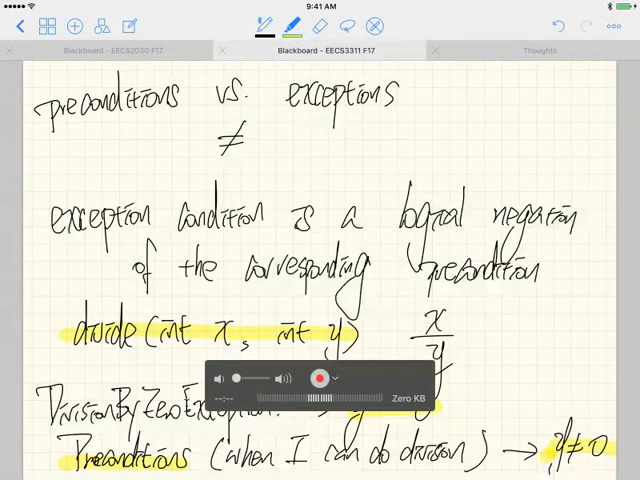 9:41 AM
Blackboard - EECS2030 F17
Blackboard - EECS3311 F17
Thoughts
preconditions vs. exceptions
≠
exception condition is a logical negation
of the corresponding precondition
divide(int x, int y) x/y
--:-- Zero KB
DivisionByZeroException
Preconditions (when I can do division) → y≠0